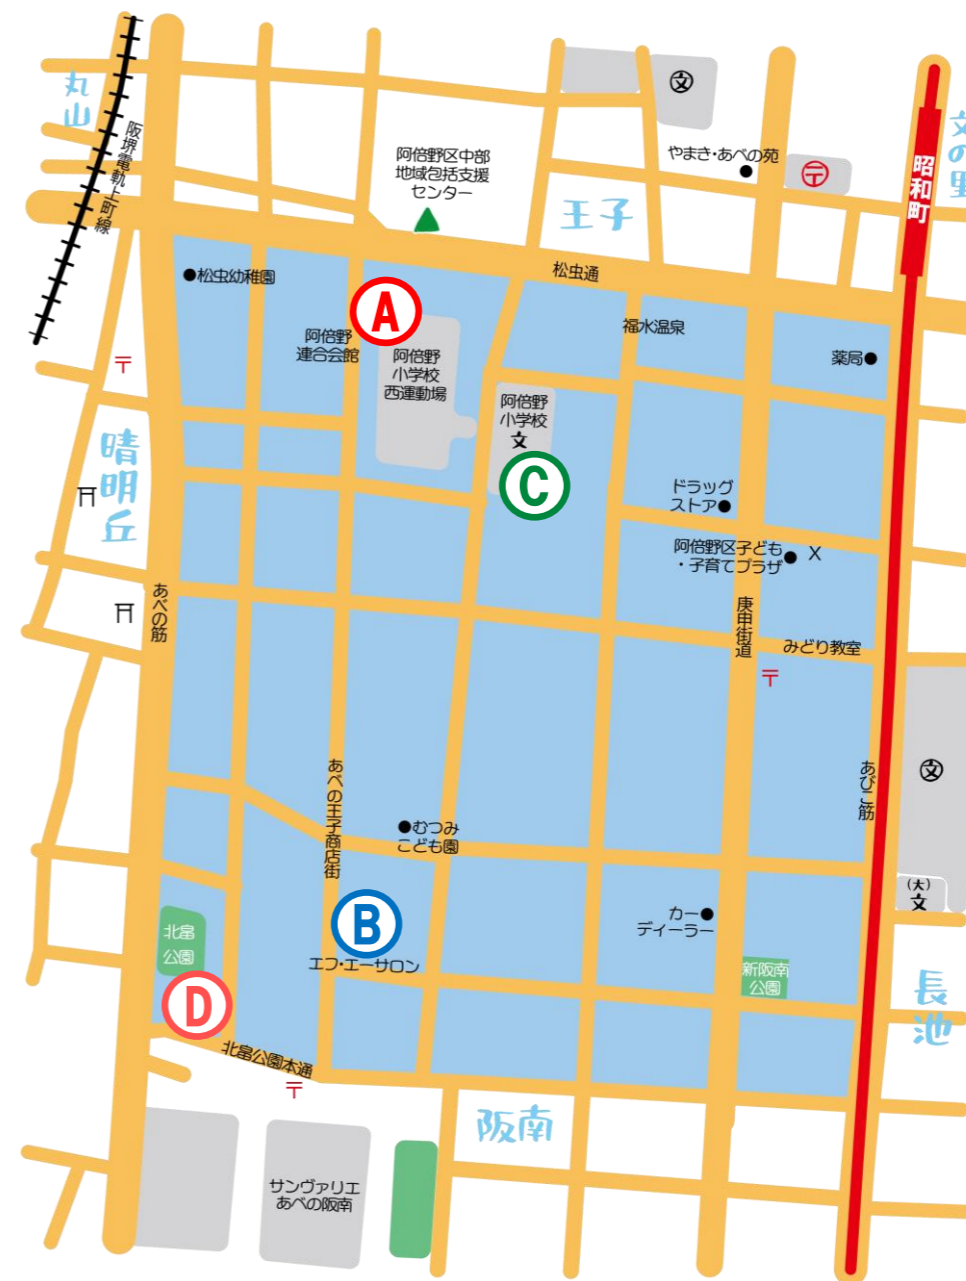 丸山
阪堺電軌上町線
文の里
昭和町
やまき・あべの苑
〒
阿倍野区中部
地域包括支援
センター
王子
松虫通
松虫幼稚園
A
阿倍野
連合会館
阿倍野
小学校
西運動場
福水温泉
薬局
〒
阿倍野
小学校
文
C
晴明丘
ドラッグ
ストア
阿倍野区子ども
・子育てプラザ
X
あべの筋
庚申街道
みどり教室
〒
あべの王子商店街
あびこ筋
文
文
むつみ
こども園
(大)
文
B
カー
ディーラー
北畠
公園
エフ・エーサロン
新阪南
公園
D
長池
北畠公園本通
〒
阪南
サンヴァリエ
あべの阪南